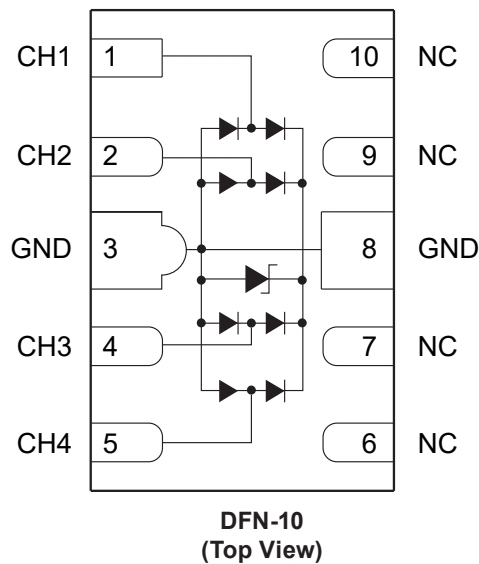 CH1 1 10 NC
CH2 2 9 NC
GND 3 8 GND
CH3 4 7 NC
CH4 5 6 NC
DFN-10
(Top View)